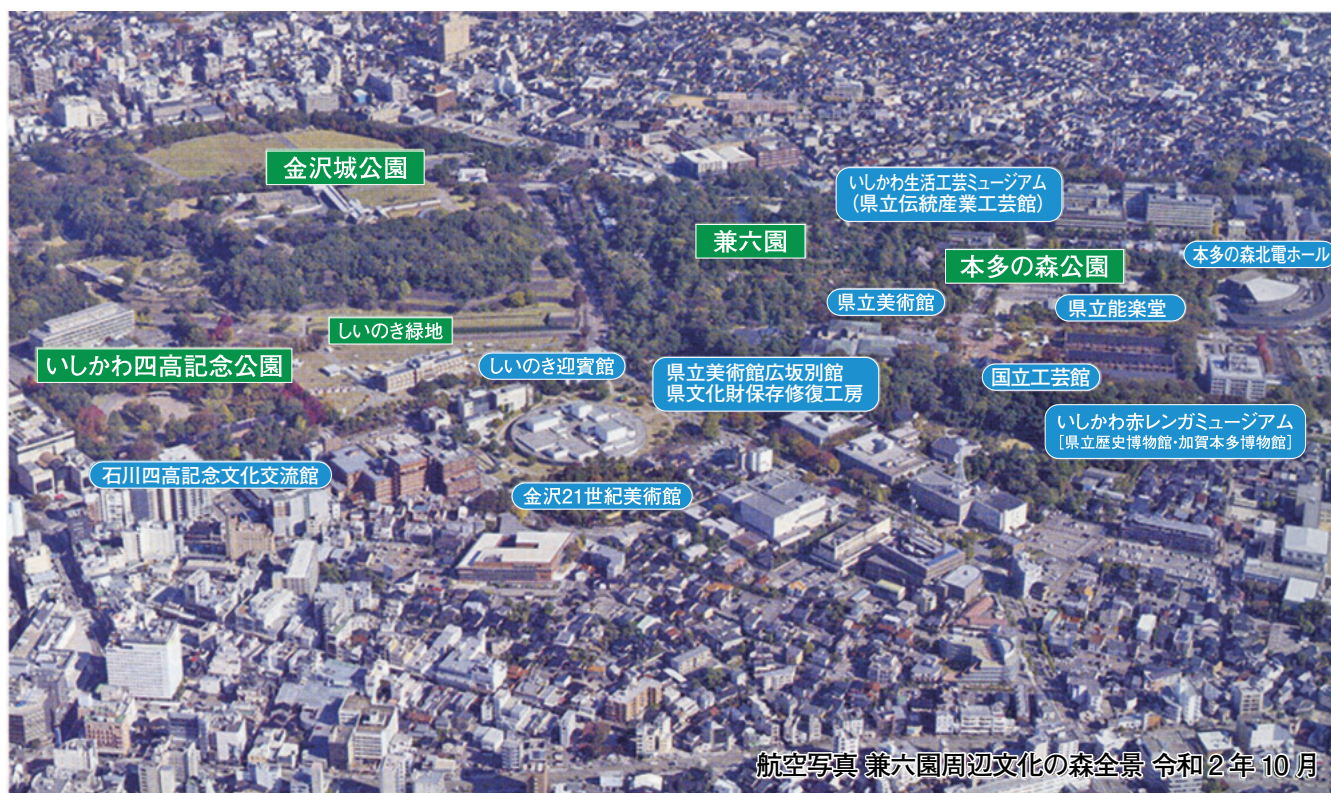 金沢城公園
いしかわ生活工芸ミュージアム
(県立伝統産業工芸館)
兼六園
本多の森公園
本多の森北電ホール
県立美術館
県立能楽堂
しいのき緑地
いしかわ四高記念公園
しいのき迎賓館
県立美術館広坂別館
県文化財保存修復工房
国立工芸館
いしかわ赤レンガミュージアム
[県立歴史博物館・加賀本多博物館]
石川四高記念文化交流館
金沢21世紀美術館
航空写真 兼六園周辺文化の森全景 令和2年10月